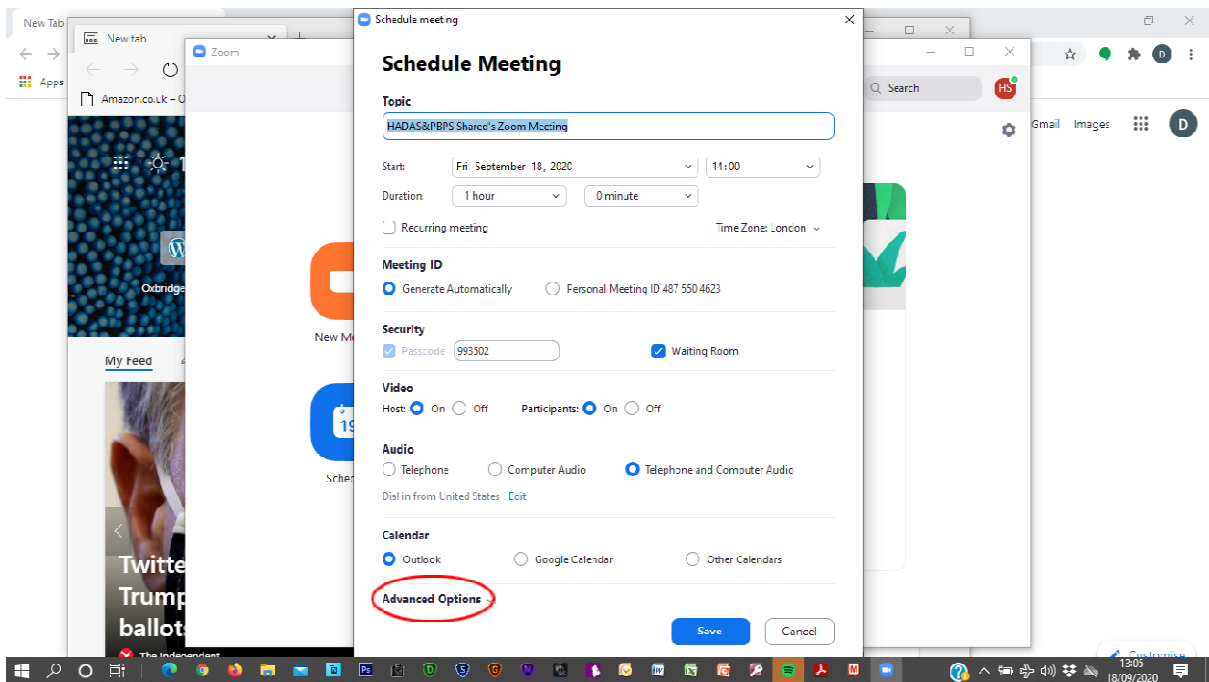 New Tab
New tab
Schedule meeting
Zoom
Apps
Amazon.co.uk – O
Search
HS
D
Schedule Meeting
Topic
HADAS&PBPS Shared's Zoom Meeting
Gmail Images D
Start: Fri September 18, 2020 14:00
Duration: 1 hour 0 minute
Recurring meeting Time Zone: London
Meeting ID
Generate Automatically Personal Meeting ID 487 550 4623
Oxbridge
Security
New Me
Passcode 993502 Waiting Room
My Feed
Video
Host: On Off Participants: On Off
19
Audio
Telephone Computer Audio Telephone and Computer Audio
Sched
Dial in from United States Edit
Calendar
Outlook Google Calendar Other Calendars
Twitte
Trump
ballots
Advanced Options
Save Cancel
The Independent
Customise
13:05
18/09/2020